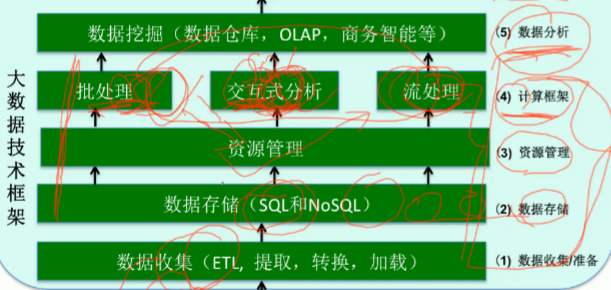 数据挖掘（数据仓库，OLAP，商务智能等）
(5) 数据分析
大数据技术框架
批处理
交互式分析
流处理
(4) 计算框架
资源管理
(3) 资源管理
数据存储（SQL和NoSQL）
(2) 数据存储
数据收集（ETL, 提取，转换，加载）
(1) 数据收集/准备